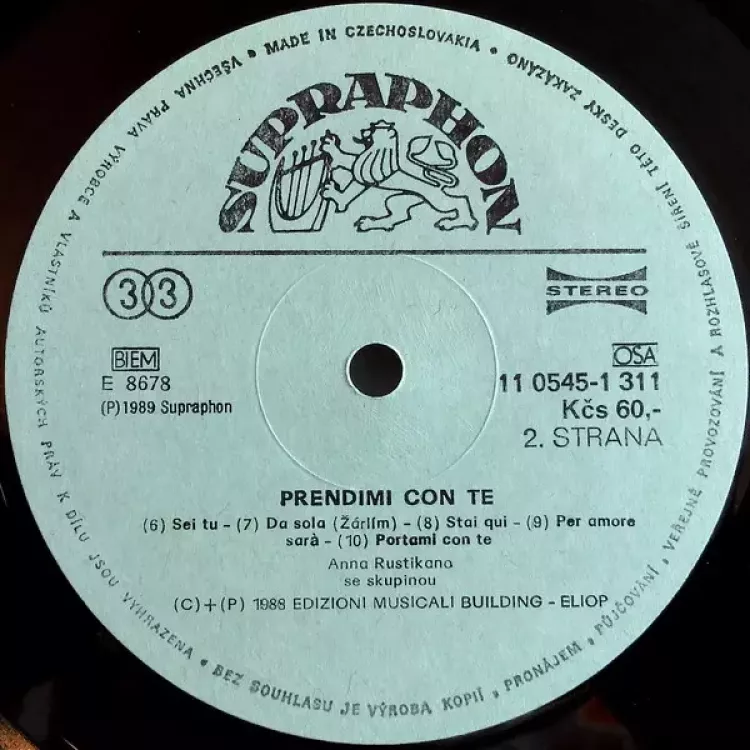 • MADE IN CZECHOSLOVAKIA •
VŠECHNA PRÁVA VÝROBCE A VLASTNÍKŮ AUTORSKÝCH PRÁV K DÍLU JSOU VYHRAZENA • BEZ SOUHLASU JE VÝROBA KOPIÍ, PRONÁJEM, PŮJČOVÁNÍ, VEŘEJNÉ PROVOZOVÁNÍ A ROZHLASOVÉ ŠÍŘENÍ TÉTO DESKY ZAKÁZÁNO
SUPRAPHON
33
STEREO
BIEM
OSA
E 8678
11 0545-1 311
(P) 1989 Supraphon
Kčs 60,-
2. STRANA
PRENDIMI CON TE
(6) Sei tu - (7) Da sola (Žárlím) - (8) Stai qui - (9) Per amore
sarà - (10) Portami con te
Anna Rustikano
se skupinou
(C)+(P) 1988 EDIZIONI MUSICALI BUILDING - ELIOP